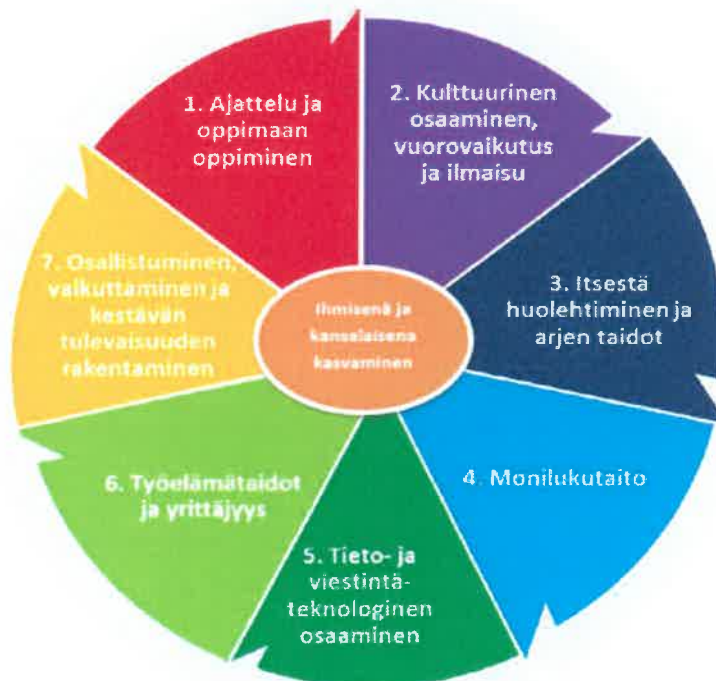 1. Ajattelu ja
oppimaan
oppiminen
2. Kulttuurinen
osaaminen,
vuorovaikutus
ja ilmaisu
3. Itsestä
huolehtiminen ja
arjen taidot
4. Monilukutaito
5. Tieto- ja
viestintä-
teknologinen
osaaminen
6. Työelämätaidot
ja yrittäjyys
7. Osallistuminen,
vaikuttaminen ja
kestävän
tulevaisuuden
rakentaminen
Ihmisenä ja
kansalaisena
kasvaminen